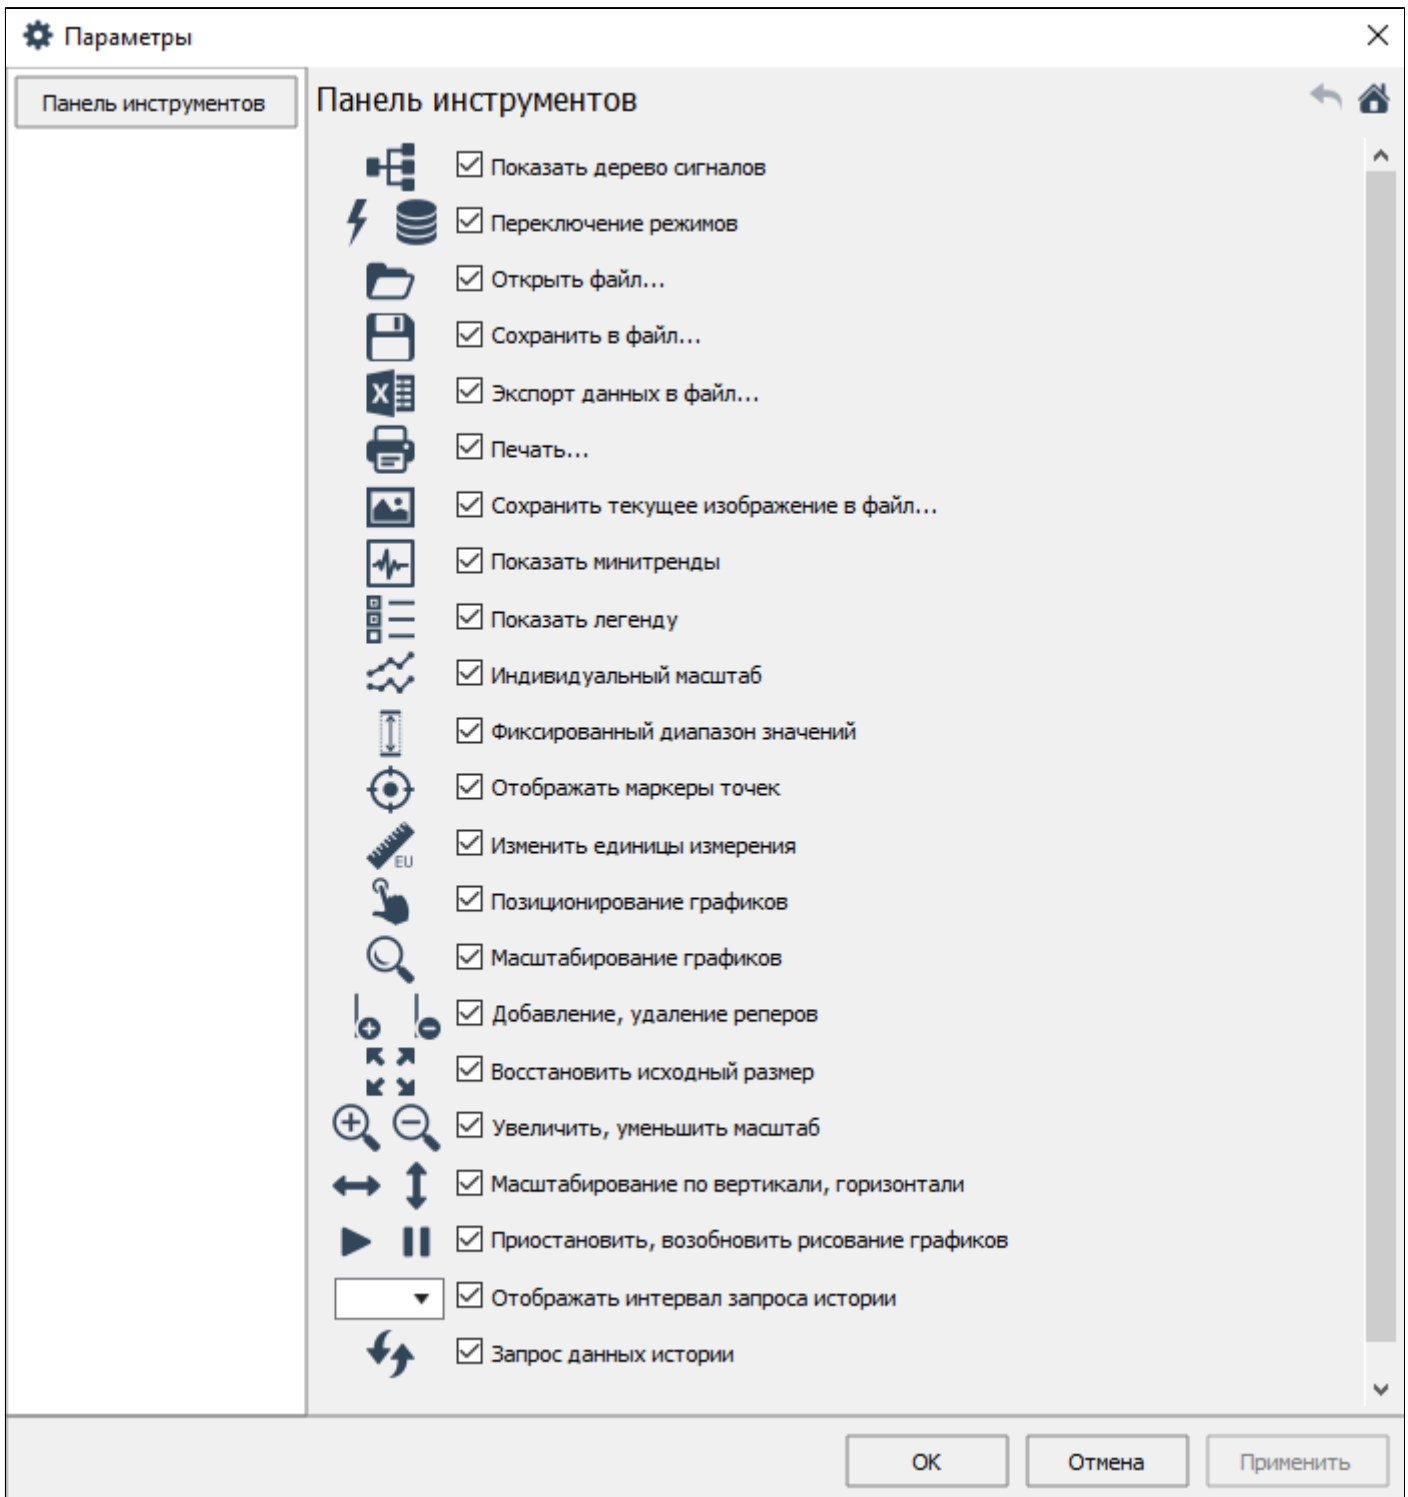 Параметры
Панель инструментов
Панель инструментов
Показать дерево сигналов
Переключение режимов
Открыть файл...
Сохранить в файл...
Экспорт данных в файл...
Печать...
Сохранить текущее изображение в файл...
Показать минитренды
Показать легенду
Индивидуальный масштаб
Фиксированный диапазон значений
Отображать маркеры точек
EU
Изменить единицы измерения
Позиционирование графиков
Масштабирование графиков
Добавление, удаление реперов
Восстановить исходный размер
Увеличить, уменьшить масштаб
Масштабирование по вертикали, горизонтали
Приостановить, возобновить рисование графиков
Отображать интервал запроса истории
Запрос данных истории
OK
Отмена
Применить